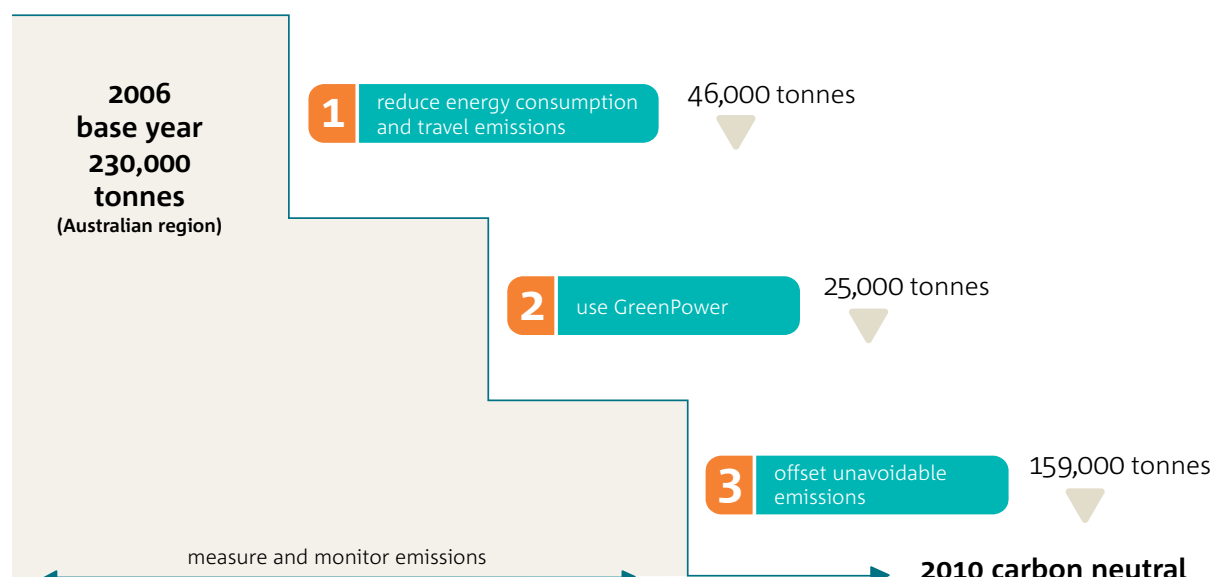 2006
base year
230,000
tonnes
(Australian region)
1
reduce energy consumption
and travel emissions
46,000 tonnes
2
use GreenPower
25,000 tonnes
3
offset unavoidable
emissions
159,000 tonnes
measure and monitor emissions
2010 carbon neutral